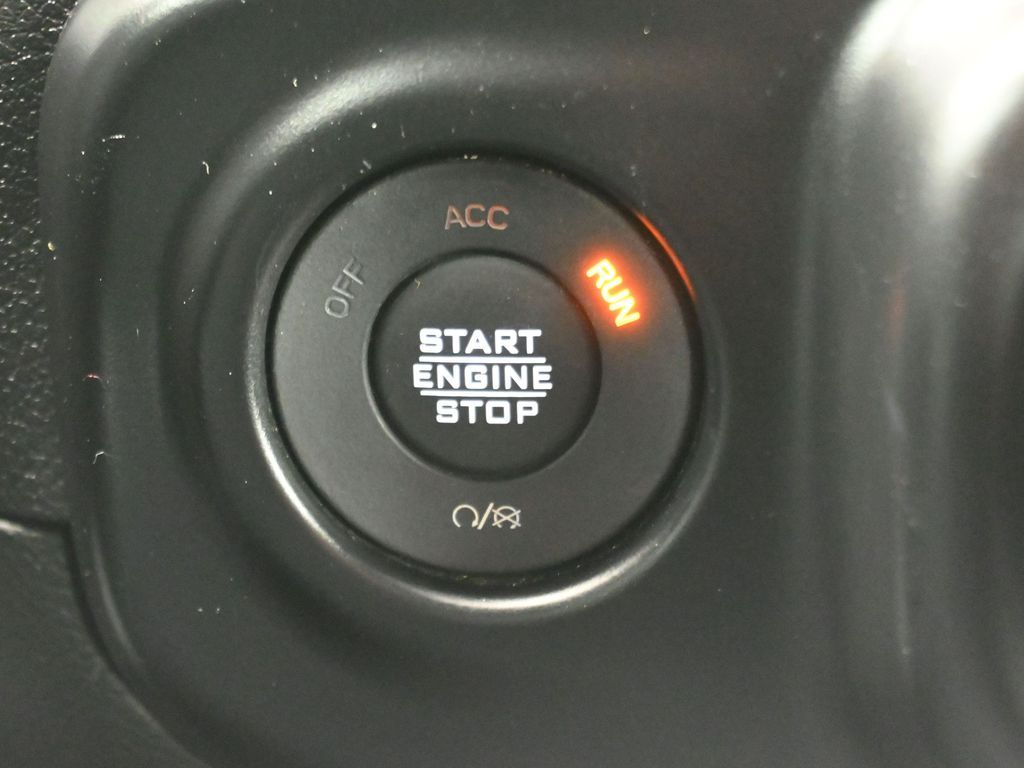 ACC
OFF
RUN
START
ENGINE
STOP